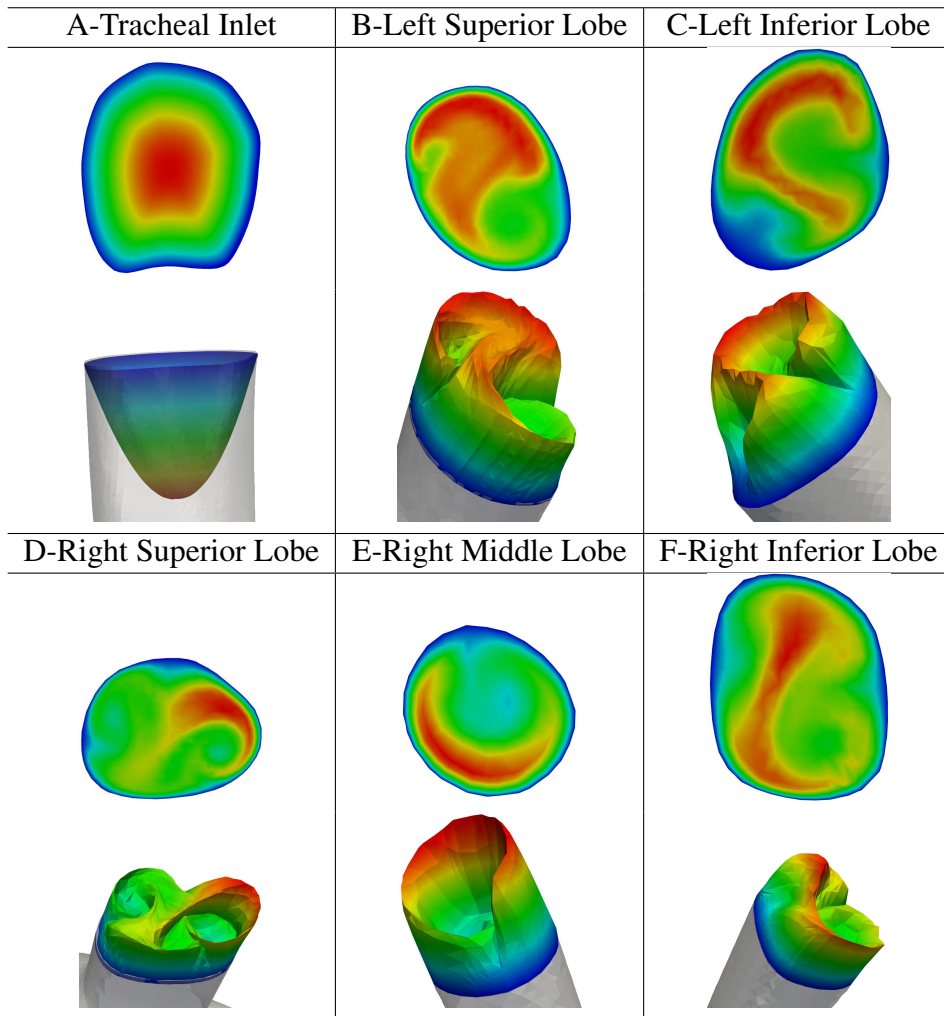 A-Tracheal Inlet
B-Left Superior Lobe
C-Left Inferior Lobe
D-Right Superior Lobe
E-Right Middle Lobe
F-Right Inferior Lobe